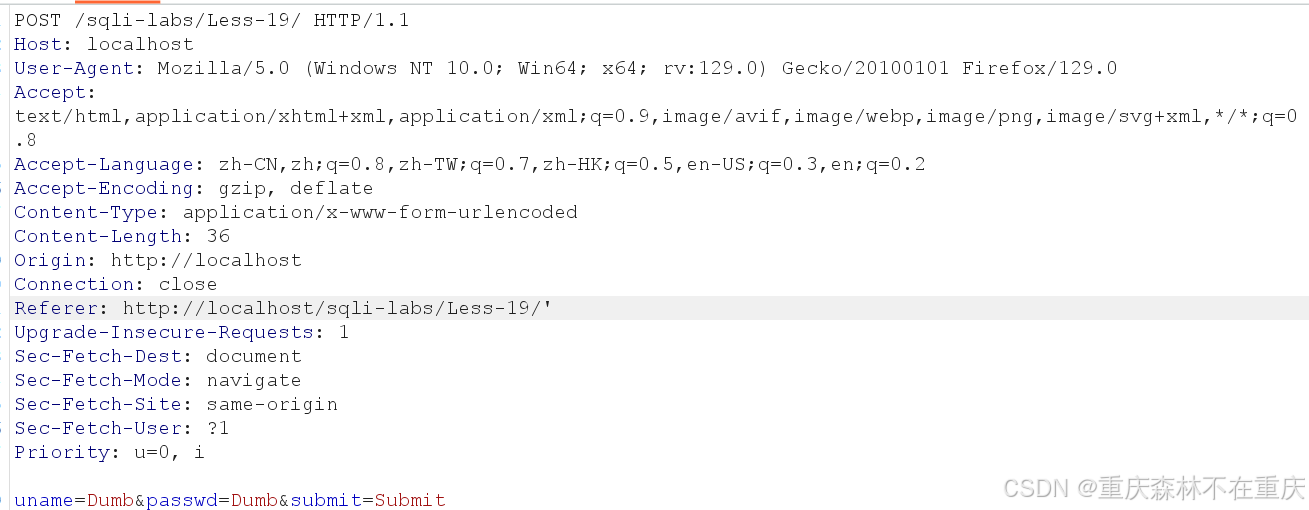 POST /sqli-labs/Less-19/ HTTP/1.1
Host: localhost
User-Agent: Mozilla/5.0 (Windows NT 10.0; Win64; x64; rv:129.0) Gecko/20100101 Firefox/129.0
Accept:
text/html,application/xhtml+xml,application/xml;q=0.9,image/avif,image/webp,image/png,image/svg+xml,*/*;q=0
.8
Accept-Language: zh-CN,zh;q=0.8,zh-TW;q=0.7,zh-HK;q=0.5,en-US;q=0.3,en;q=0.2
Accept-Encoding: gzip, deflate
Content-Type: application/x-www-form-urlencoded
Content-Length: 36
Origin: http://localhost
Connection: close
Referer: http://localhost/sqli-labs/Less-19/'
Upgrade-Insecure-Requests: 1
Sec-Fetch-Dest: document
Sec-Fetch-Mode: navigate
Sec-Fetch-Site: same-origin
Sec-Fetch-User: ?1
Priority: u=0, i
uname=Dumb&passwd=Dumb&submit=Submit
CSDN @重庆森林不在重庆